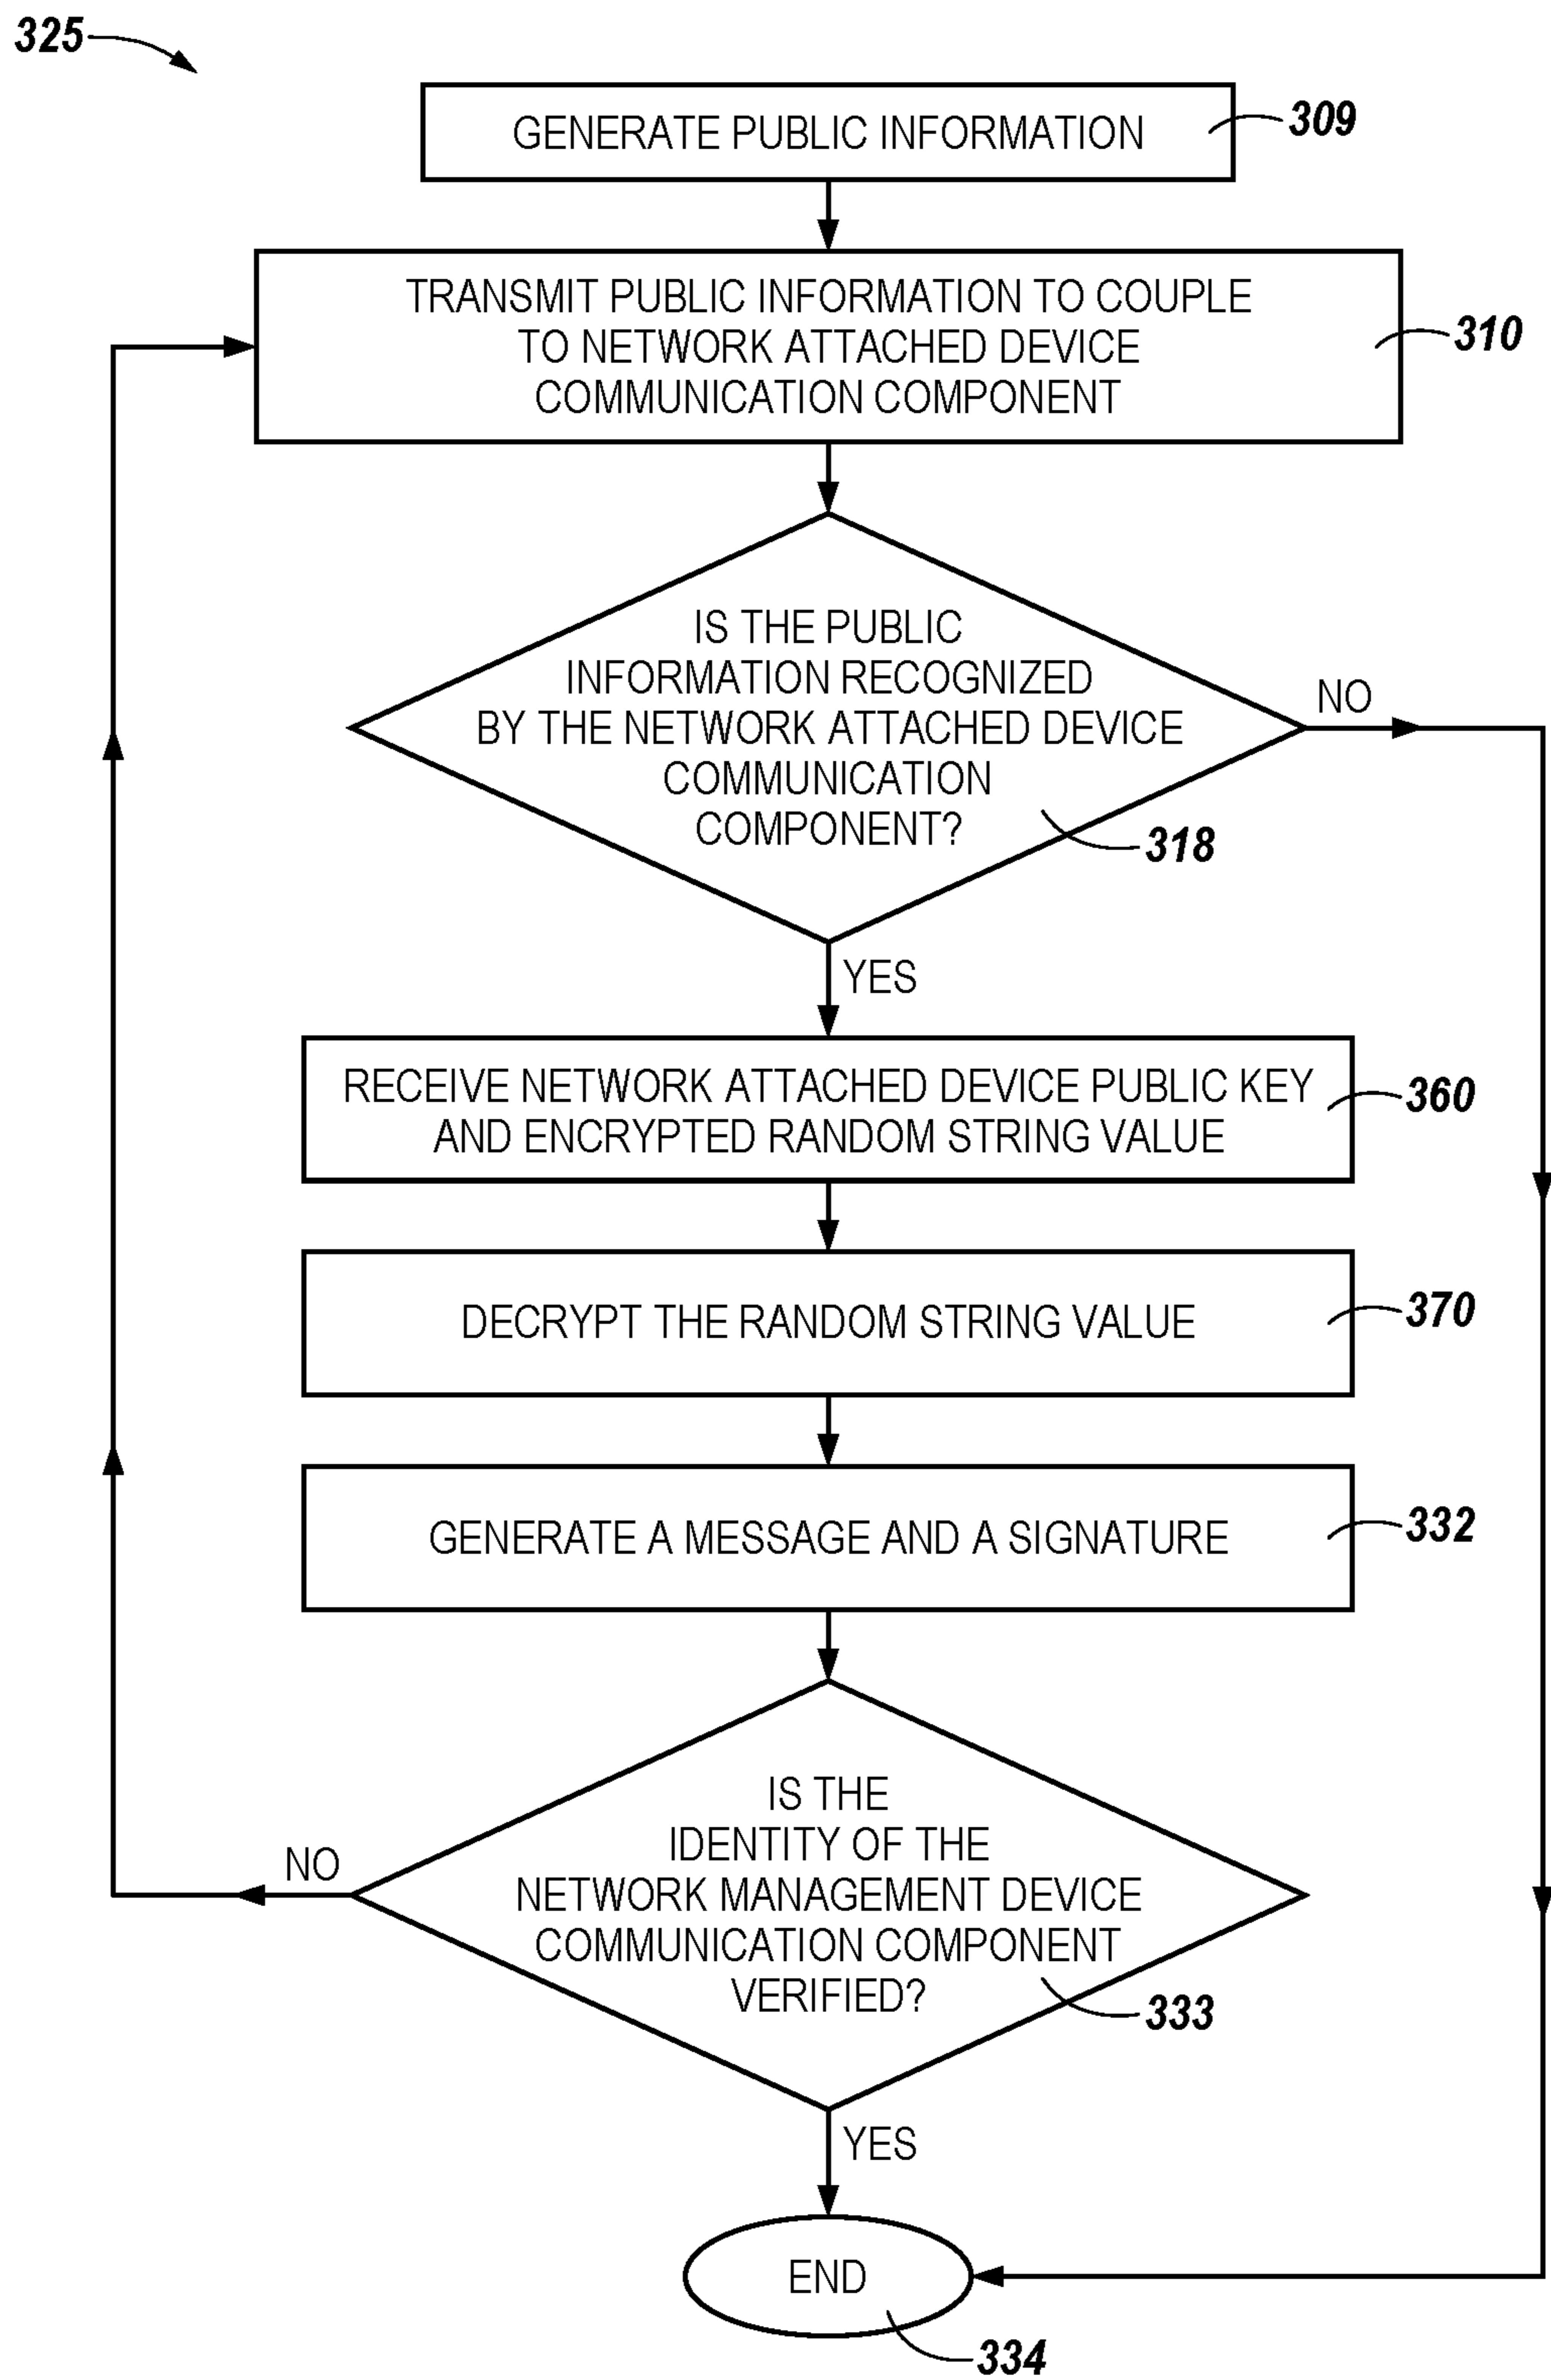 325
GENERATE PUBLIC INFORMATION
309
TRANSMIT PUBLIC INFORMATION TO COUPLE
TO NETWORK ATTACHED DEVICE
COMMUNICATION COMPONENT
310
IS THE PUBLIC
INFORMATION RECOGNIZED
BY THE NETWORK ATTACHED DEVICE
COMMUNICATION
COMPONENT?
318
NO
YES
RECEIVE NETWORK ATTACHED DEVICE PUBLIC KEY
AND ENCRYPTED RANDOM STRING VALUE
360
DECRYPT THE RANDOM STRING VALUE
370
GENERATE A MESSAGE AND A SIGNATURE
332
IS THE
IDENTITY OF THE
NETWORK MANAGEMENT DEVICE
COMMUNICATION COMPONENT
VERIFIED?
333
NO
YES
END
334